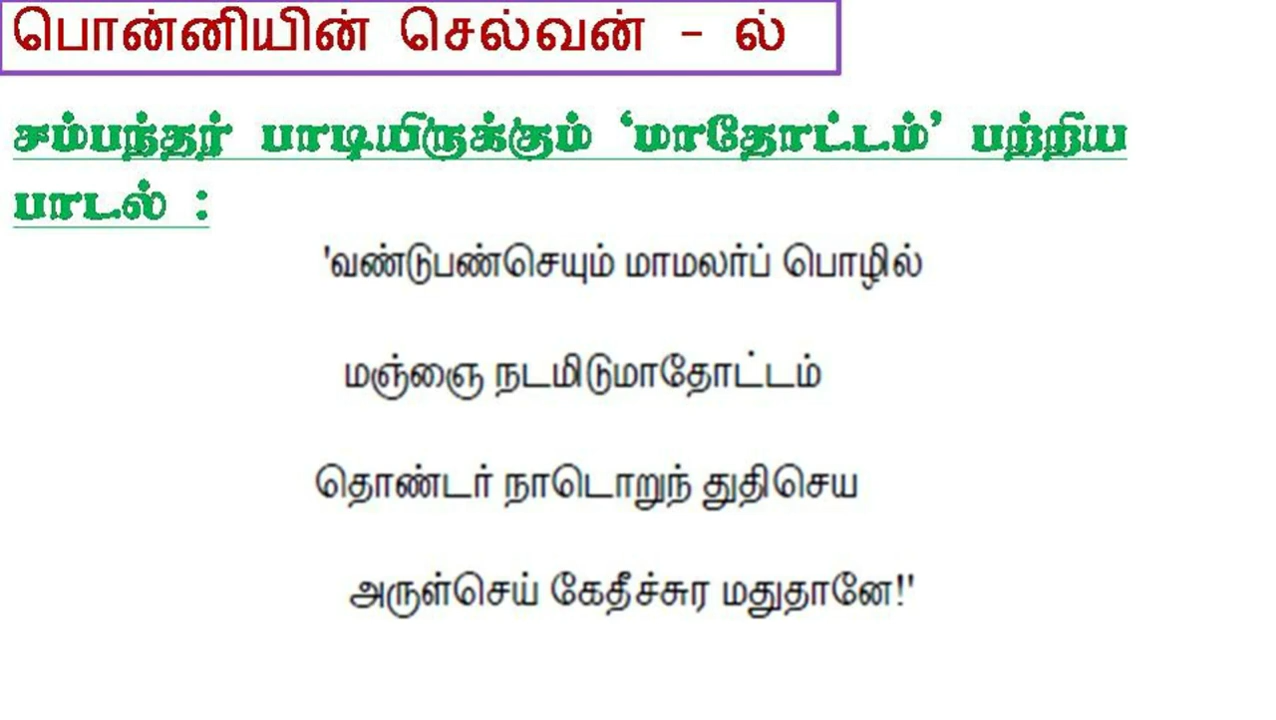 பொன்னியின் செல்வன் - ல்
சம்பந்தர் பாடியிருக்கும் ‘மாதோட்டம்’ பற்றிய
பாடல் :
'வண்டுபண்செயும் மாமலர்ப் பொழில்
மஞ்ஞை நடமிடுமாதோட்டம்
தொண்டர் நாடொறுந் துதிசெய
அருள்செய் கேதீச்சுர மதுதானே!'